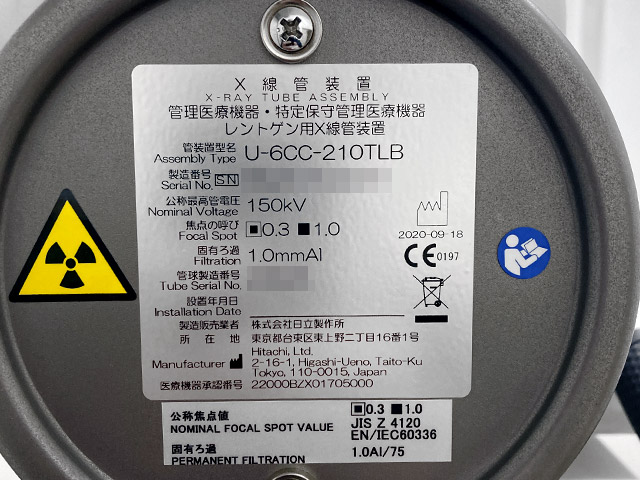 X線管装置
X-RAY TUBE ASSEMBLY
管理医療機器・特定保守管理医療機器
レントゲン用X線管装置
管装置型名
Assembly Type U-6CC-210TLB
製造番号
Serial No. SN
公称最高管電圧
Nominal Voltage 150kV
焦点の呼び
Focal Spot 0.3 1.0
固有ろ過
Filtration 1.0mmAl
管球製造番号
Tube Serial No.
設置年月日
Installation Date
2020-09-18
CE 0197
製造販売業者 株式会社日立製作所
所在地 東京都台東区東上野二丁目16番1号
Manufacturer Hitachi, Ltd.
2-16-1, Higashi-Ueno, Taito-Ku
Tokyo, 110-0015, Japan
医療機器承認番号 22000BZX01705000
公称焦点値 0.3 1.0
NOMINAL FOCAL SPOT VALUE JIS Z 4120
EN/IEC60336
固有ろ過
PERMANENT FILTRATION 1.0Al/75